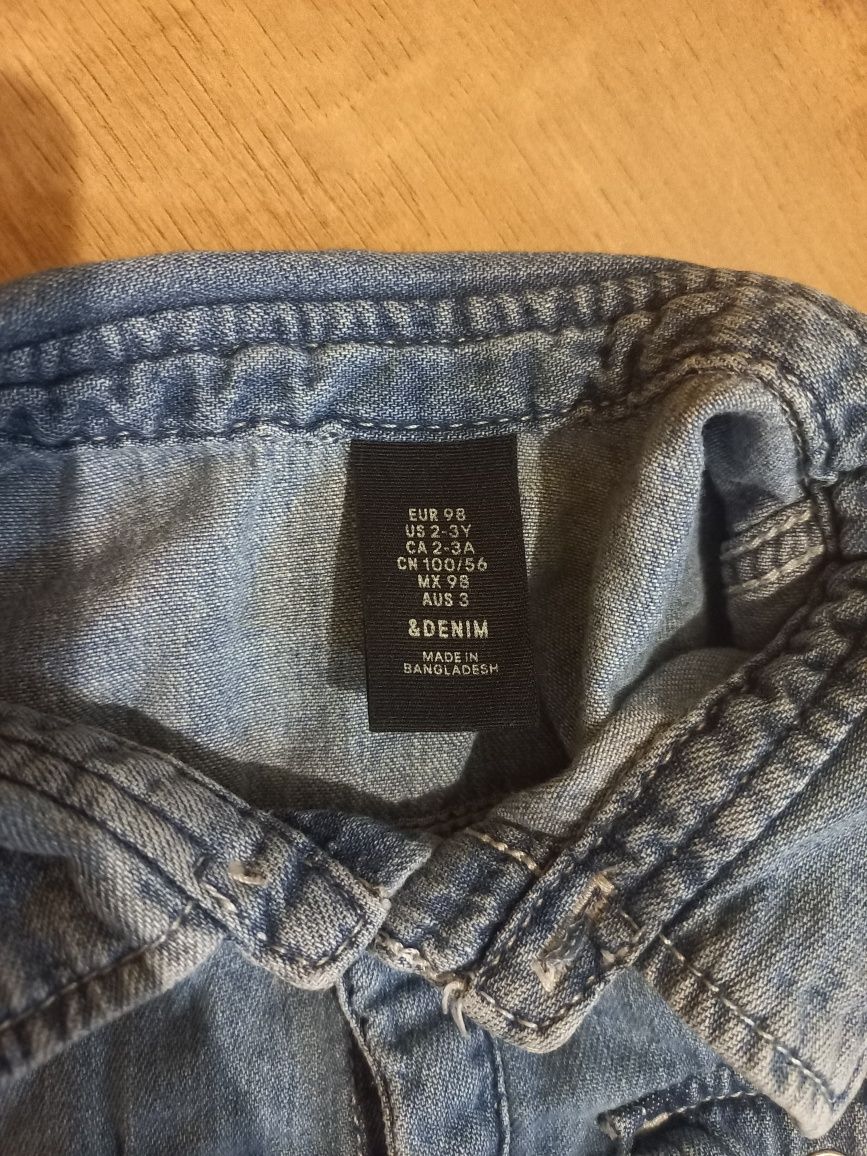 EUR 98
US 2-3Y
CA 2-3A
CN 100/56
MX 98
AUS 3
&DENIM
MADE IN
BANGLADESH